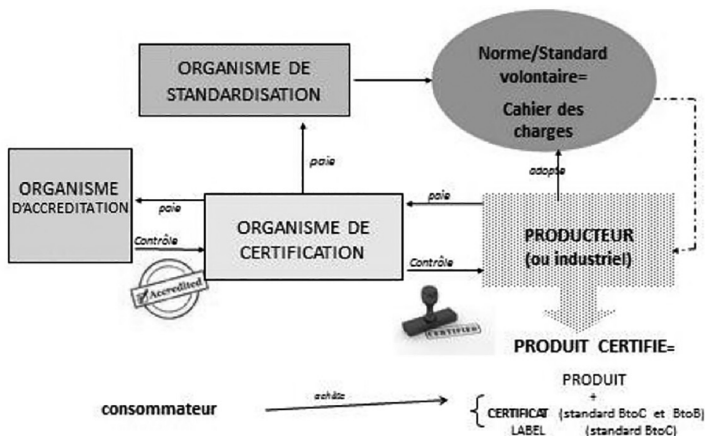 ORGANISME DE
STANDARDISATION
Norme/Standard
volontaire=
Cahier des
charges
paie
adopte
ORGANISME
D'ACCREDITATION
paie
Contrôle
ORGANISME DE
CERTIFICATION
paie
Contrôle
PRODUCTEUR
(ou industriel)
Accredited
CERTIFIED
PRODUIT CERTIFIE=
PRODUIT
+
consommateur
achète
CERTIFICAT (standard BtoC et BtoB)
LABEL (standard BtoC)